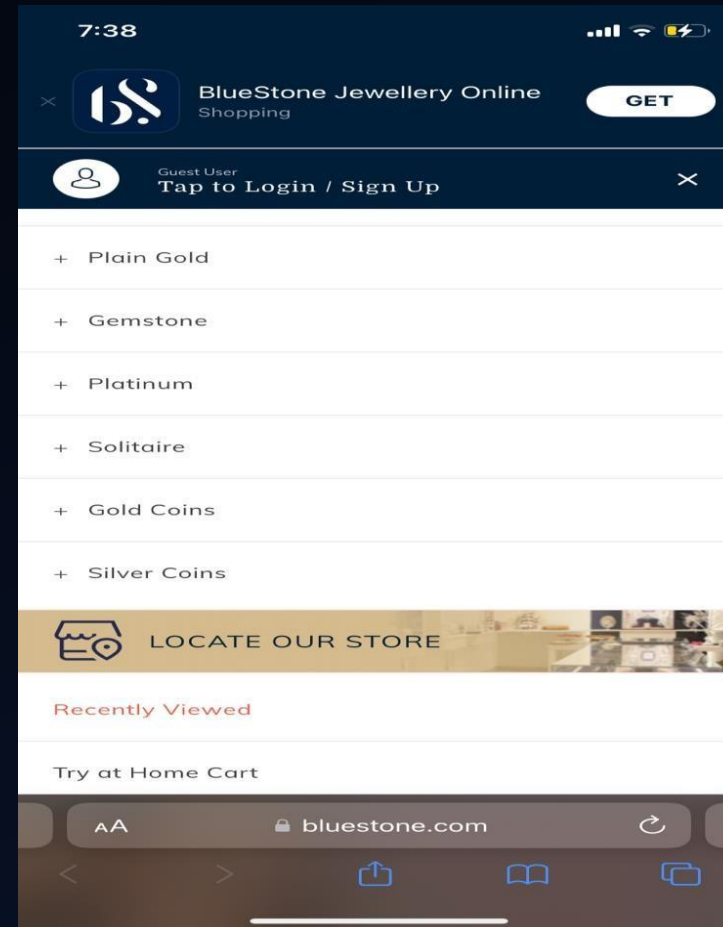 7:38
BlueStone Jewellery Online
Shopping
GET
Guest User
Tap to Login / Sign Up
+ Plain Gold
+ Gemstone
+ Platinum
+ Solitaire
+ Gold Coins
+ Silver Coins
LOCATE OUR STORE
Recently Viewed
Try at Home Cart
AA
bluestone.com